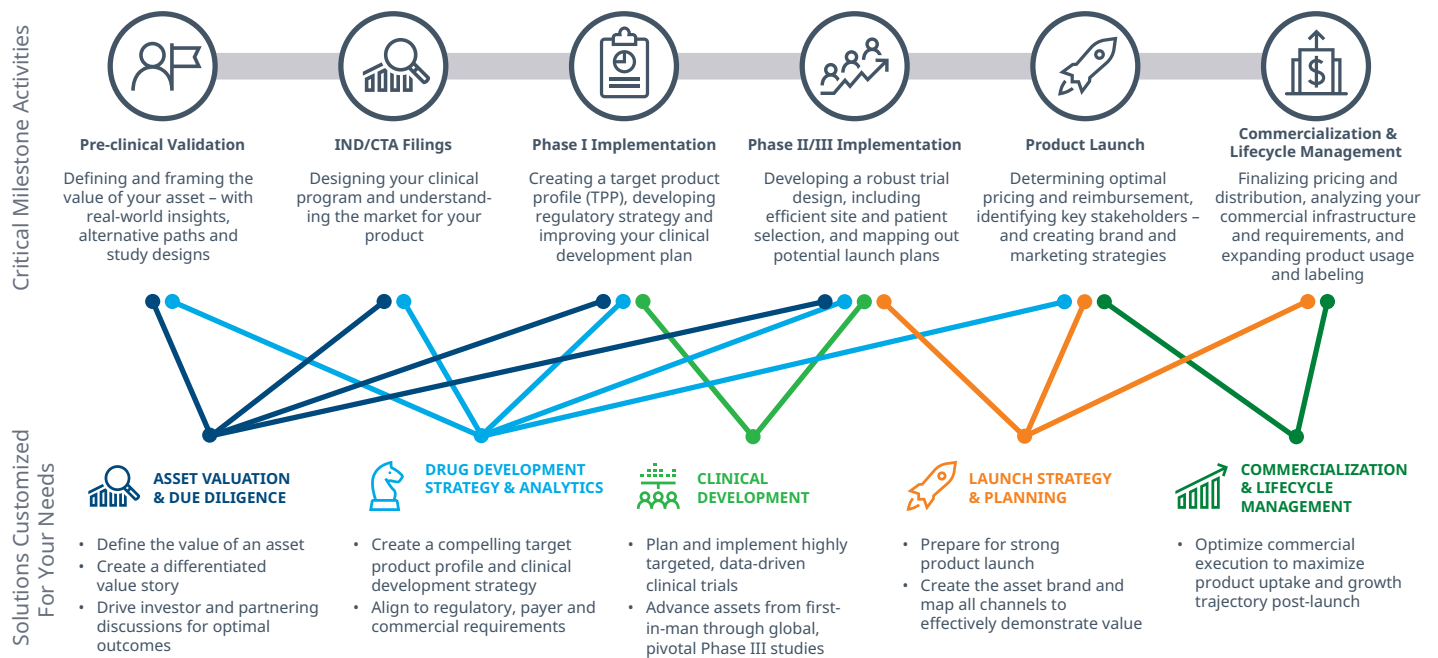 Critical Milestone Activities
Pre-clinical Validation
Defining and framing the
value of your asset – with
real-world insights,
alternative paths and
study designs
IND/CTA Filings
Designing your clinical
program and understand-
ing the market for your
product
Phase I Implementation
Creating a target product
profile (TPP), developing
regulatory strategy and
improving your clinical
development plan
Phase II/III Implementation
Developing a robust trial
design, including
efficient site and patient
selection, and mapping out
potential launch plans
Product Launch
Determining optimal
pricing and reimbursement,
identifying key stakeholders –
and creating brand and
marketing strategies
$
Commercialization &
Lifecycle Management
Finalizing pricing and
distribution, analyzing your
commercial infrastructure
and requirements, and
expanding product usage
and labeling
Solutions Customized
For Your Needs
ASSET VALUATION
& DUE DILIGENCE
• Define the value of an asset
• Create a differentiated
value story
• Drive investor and partnering
discussions for optimal
outcomes
DRUG DEVELOPMENT
STRATEGY & ANALYTICS
• Create a compelling target
product profile and clinical
development strategy
• Align to regulatory, payer and
commercial requirements
CLINICAL
DEVELOPMENT
• Plan and implement highly
targeted, data-driven
clinical trials
• Advance assets from first-
in-man through global,
pivotal Phase III studies
LAUNCH STRATEGY
& PLANNING
• Prepare for strong
product launch
• Create the asset brand and
map all channels to
effectively demonstrate value
COMMERCIALIZATION
& LIFECYCLE
MANAGEMENT
• Optimize commercial
execution to maximize
product uptake and growth
trajectory post-launch